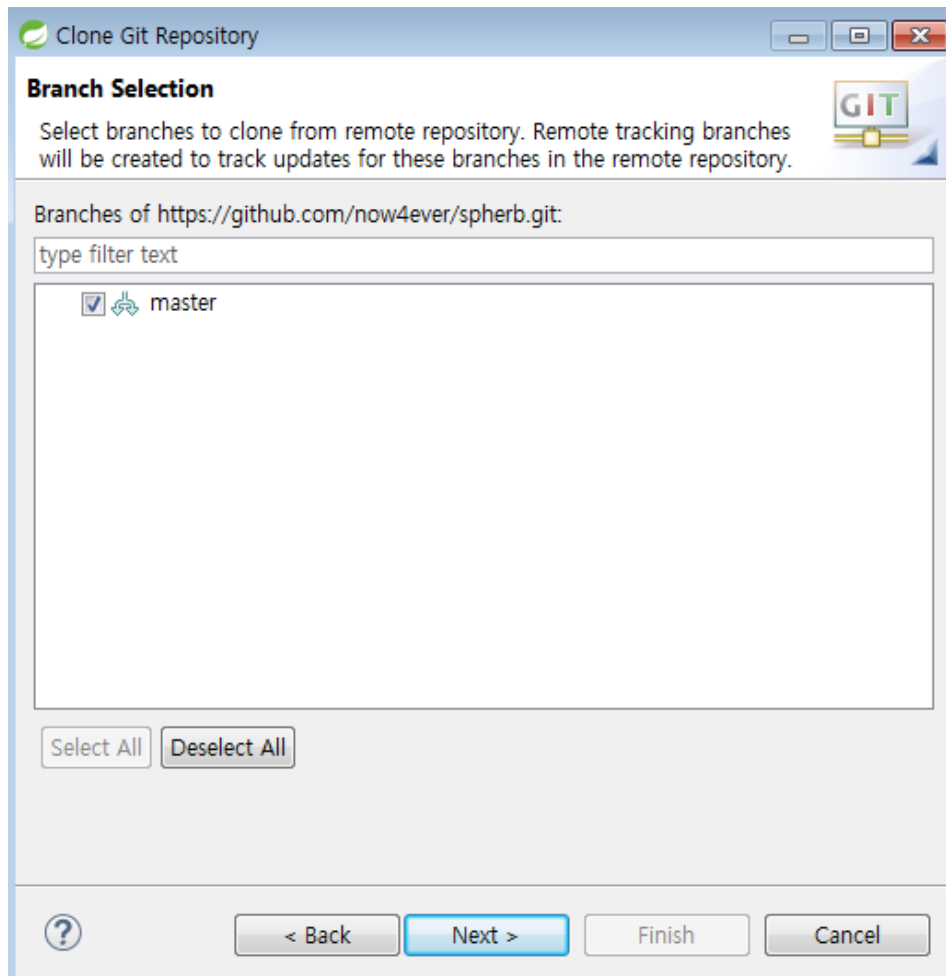 Clone Git Repository
Branch Selection
Select branches to clone from remote repository. Remote tracking branches
will be created to track updates for these branches in the remote repository.
GIT
Branches of https://github.com/now4ever/spherb.git:
type filter text
master
Select All
Deselect All
?
< Back
Next >
Finish
Cancel